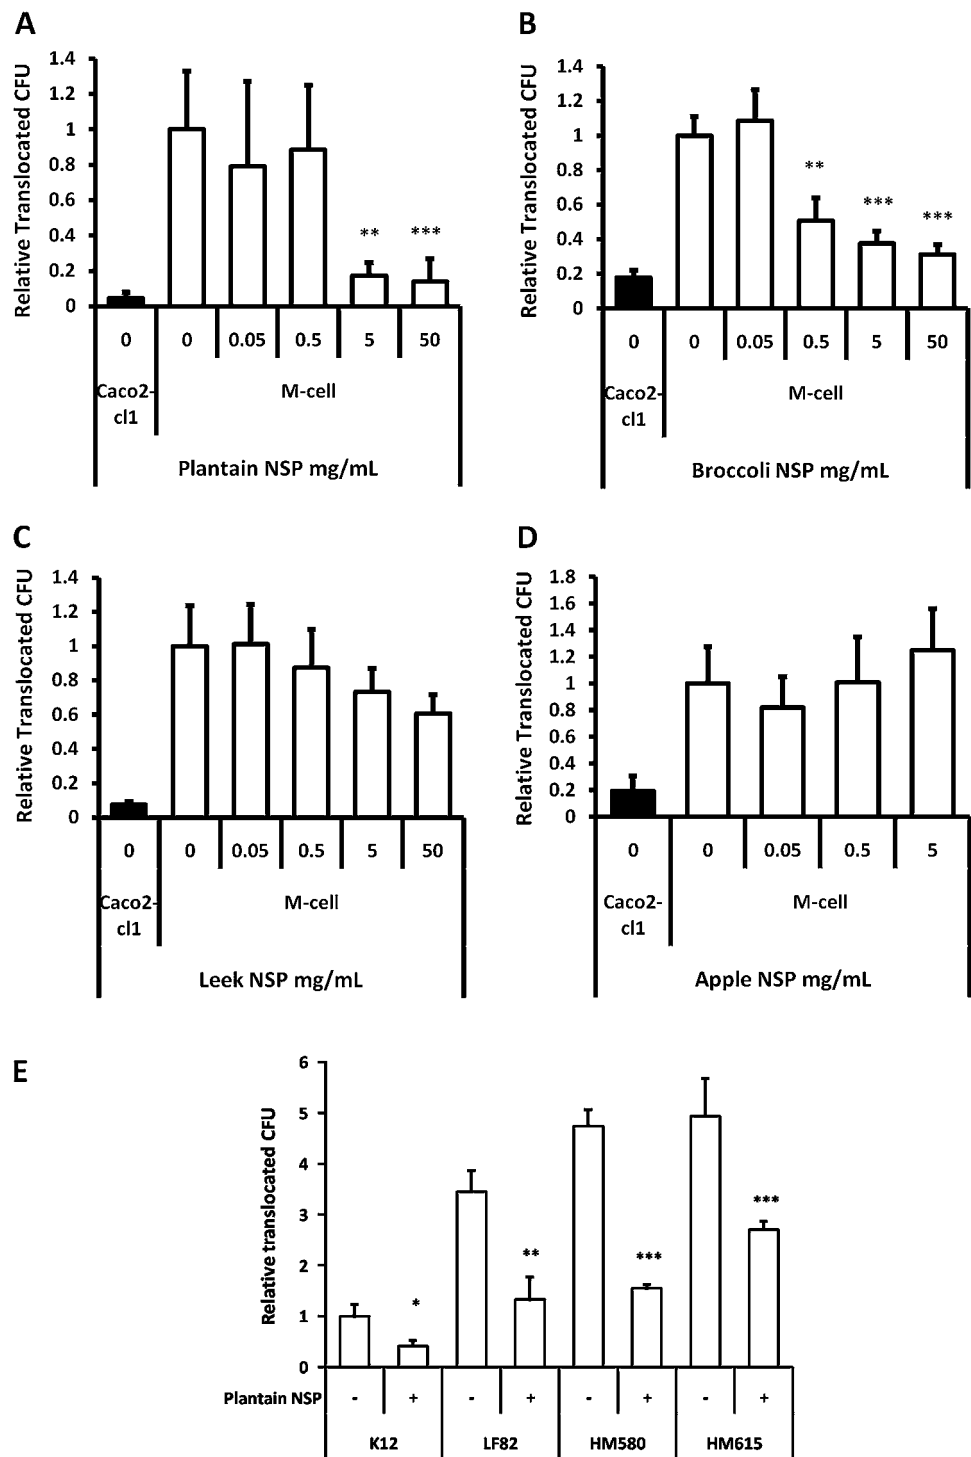 A
Relative Translocated CFU
1.4
1.2
1
0.8
0.6
0.4
0.2
0
** ***
0 0 0.05 0.5 5 50
Caco2-
cl1
M-cell
Plantain NSP mg/mL
B
Relative Translocated CFU
1.4
1.2
1
0.8
0.6
0.4
0.2
0
** *** ***
0 0 0.05 0.5 5 50
Caco2-
cl1
M-cell
Broccoli NSP mg/mL
C
Relative Translocated CFU
1.4
1.2
1
0.8
0.6
0.4
0.2
0
0 0 0.05 0.5 5 50
Caco2-
cl1
M-cell
Leek NSP mg/mL
D
Relative Translocated CFU
1.8
1.6
1.4
1.2
1
0.8
0.6
0.4
0.2
0
0 0 0.05 0.5 5
Caco2-
cl1
M-cell
Apple NSP mg/mL
E
Relative translocated CFU
6
5
4
3
2
1
0
* ** *** ***
Plantain NSP - + - + - + - +
K12 LF82 HM580 HM615